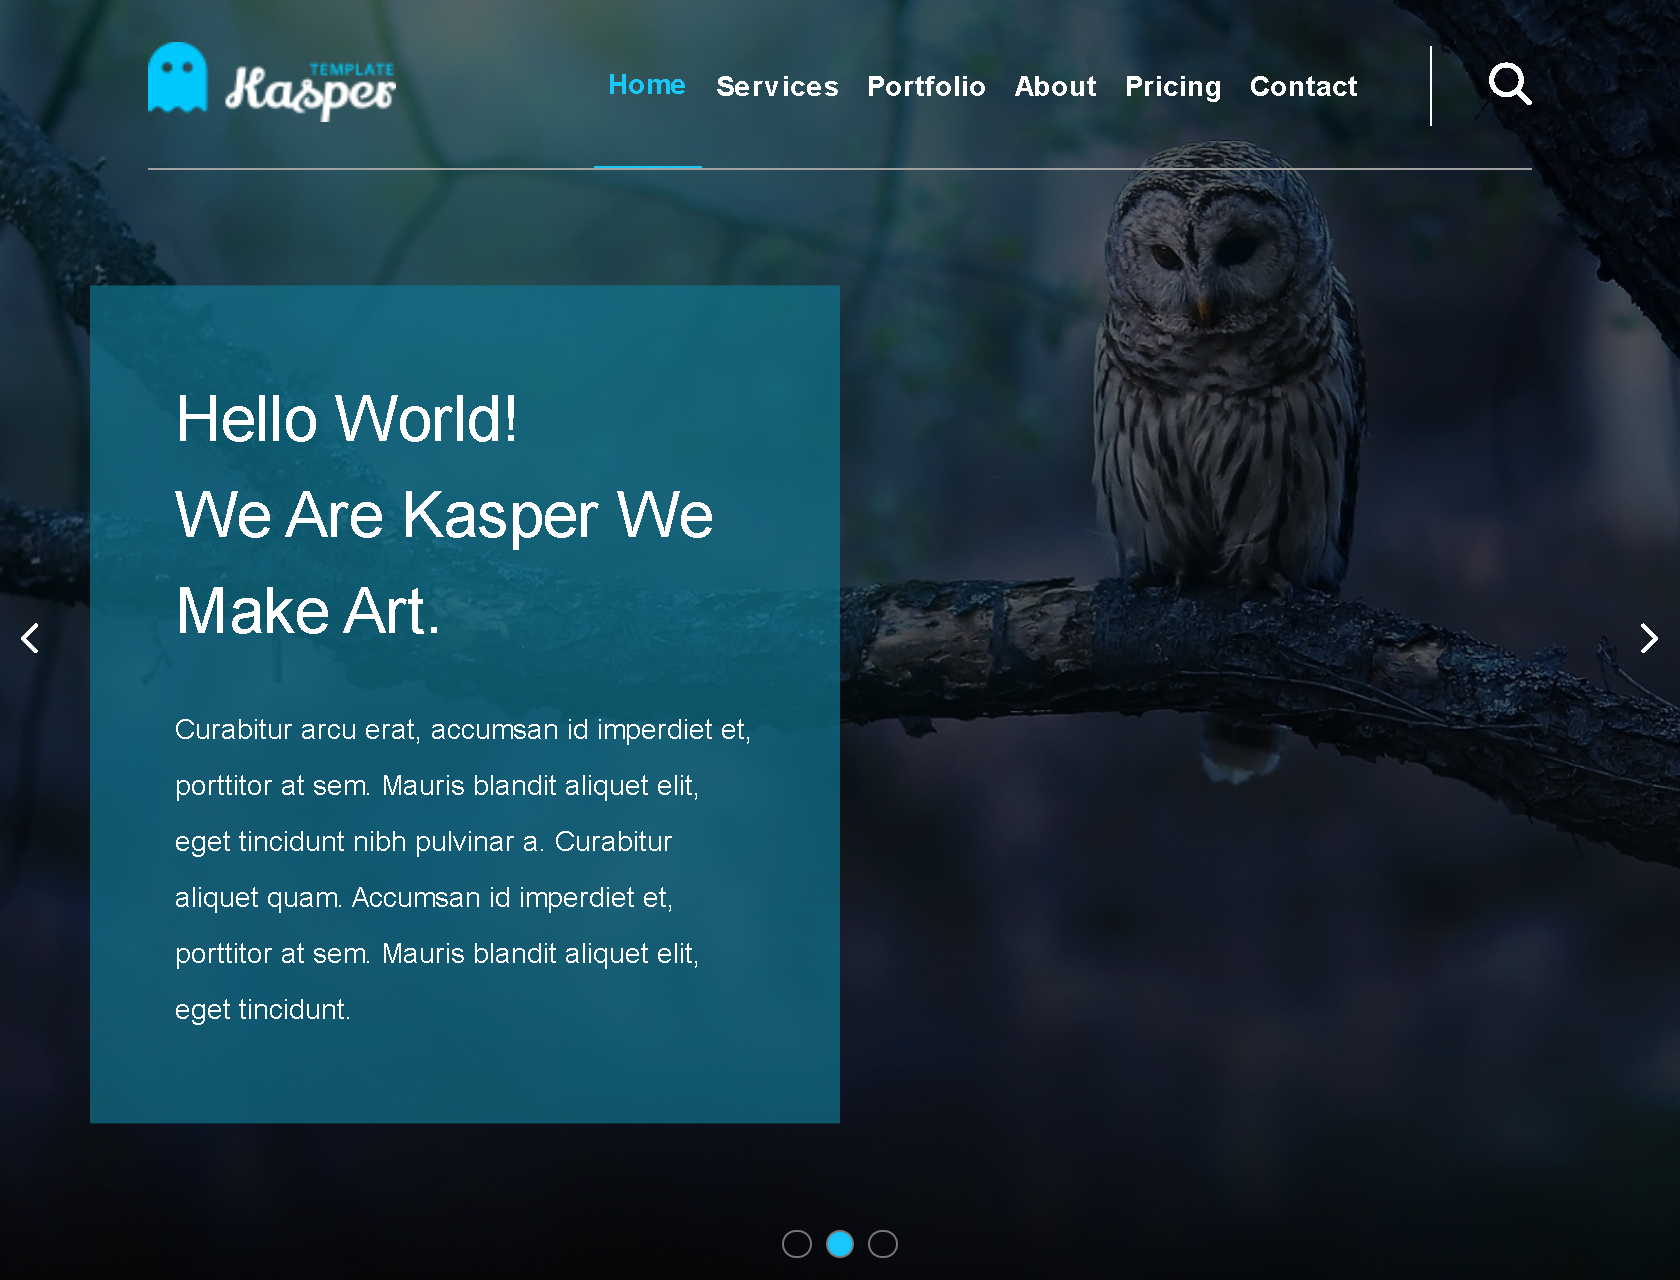 TEMPLATE
Kasper
Home Services Portfolio About Pricing Contact
Hello World!
We Are Kasper We
Make Art.
Curabitur arcu erat, accumsan id imperdiet et,
porttitor at sem. Mauris blandit aliquet elit,
eget tincidunt nibh pulvinar a. Curabitur
aliquet quam. Accumsan id imperdiet et,
porttitor at sem. Mauris blandit aliquet elit,
eget tincidunt.